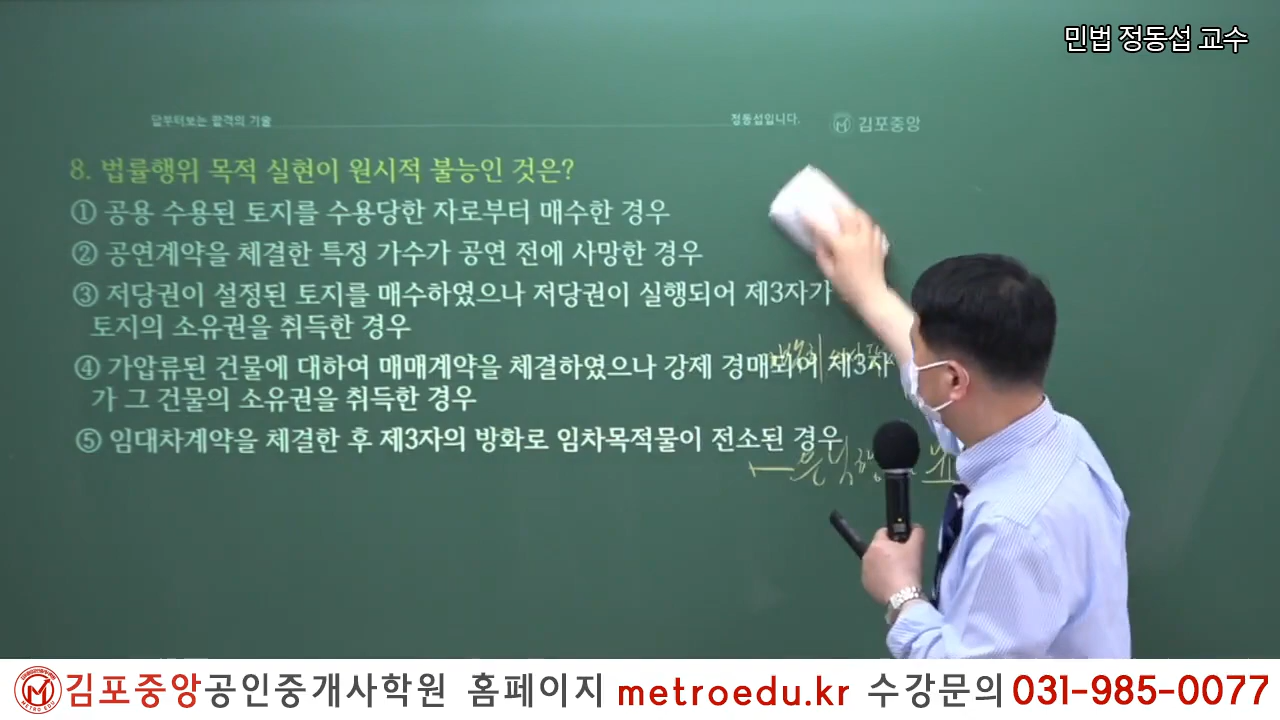 민법 정동섭 교수
답부터보는 합격의 기술
정동섭입니다.
김포중앙
8. 법률행위 목적 실현이 원시적 불능인 것은?
① 공용 수용된 토지를 수용당한 자로부터 매수한 경우
② 공연계약을 체결한 특정 가수가 공연 전에 사망한 경우
③ 저당권이 설정된 토지를 매수하였으나 저당권이 실행되어 제3자가
토지의 소유권을 취득한 경우
④ 가압류된 건물에 대하여 매매계약을 체결하였으나 강제 경매되어 제3자
가 그 건물의 소유권을 취득한 경우
⑤ 임대차계약을 체결한 후 제3자의 방화로 임차목적물이 전소된 경우
METRO EDU
김포중앙공인중개사학원 홈페이지 metroedu.kr 수강문의 031-985-0077